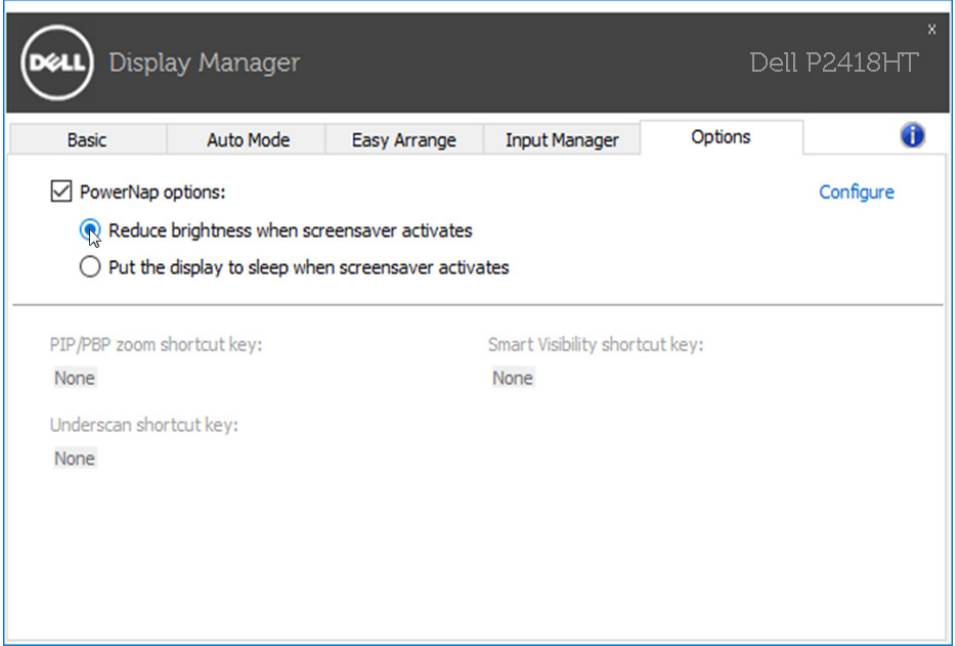 DELL Display Manager Dell P2418HT x
Basic Auto Mode Easy Arrange Input Manager Options i
PowerNap options: Configure
Reduce brightness when screensaver activates
Put the display to sleep when screensaver activates
PIP/PBP zoom shortcut key: Smart Visibility shortcut key:
None None
Underscan shortcut key:
None